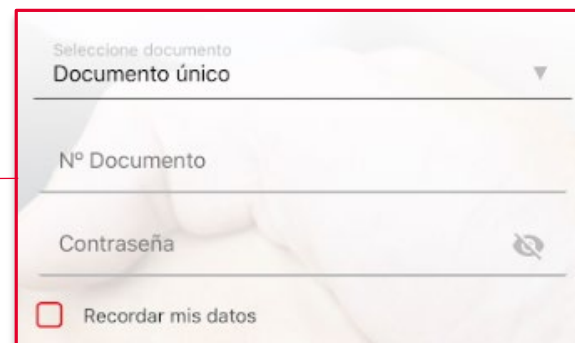 Seleccione documento
Documento único
Nº Documento
Contraseña
Recordar mis datos